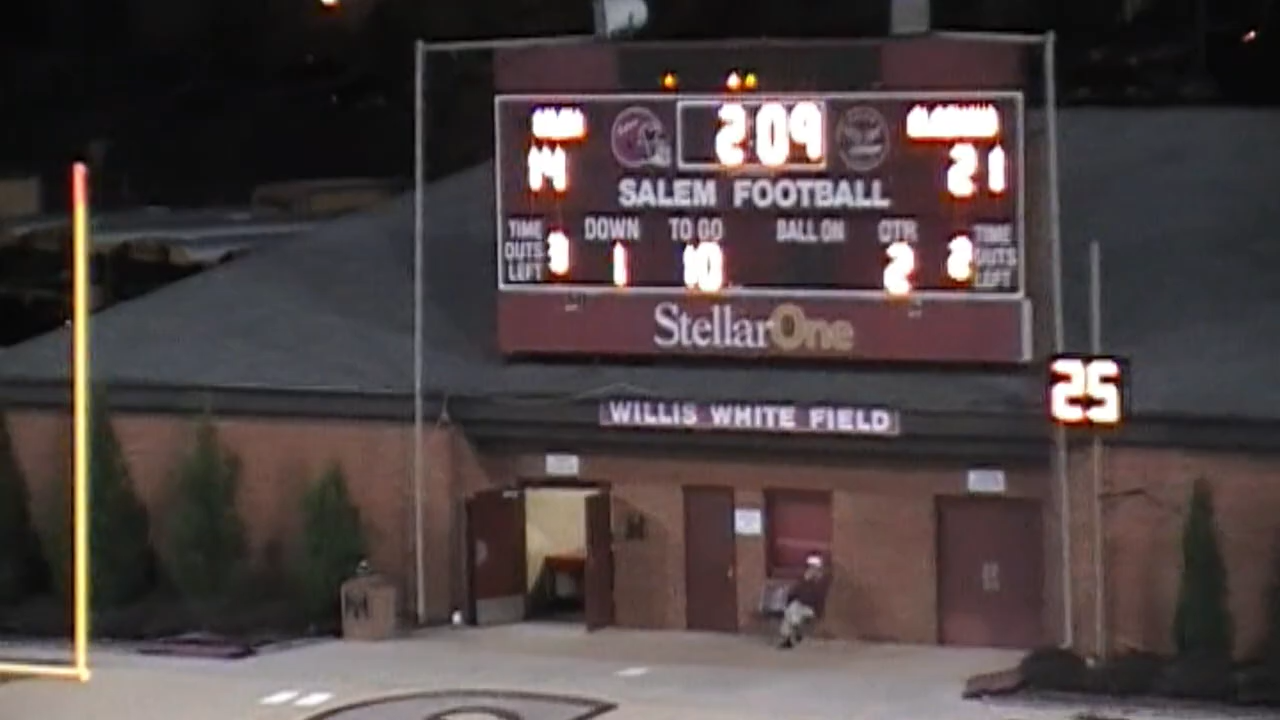 2:09
14
21
SALEM FOOTBALL
TIME OUTS LEFT
3
DOWN
1
TO GO
10
BALL ON
QTR
2
2
TIME OUTS LEFT
StellarOne
25
WILLIS WHITE FIELD